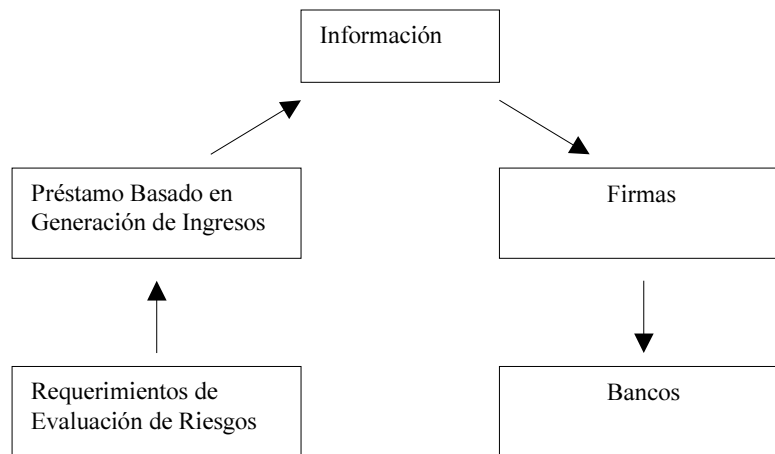 Información
Préstamo Basado en
Generación de Ingresos
Firmas
Requerimientos de
Evaluación de Riesgos
Bancos